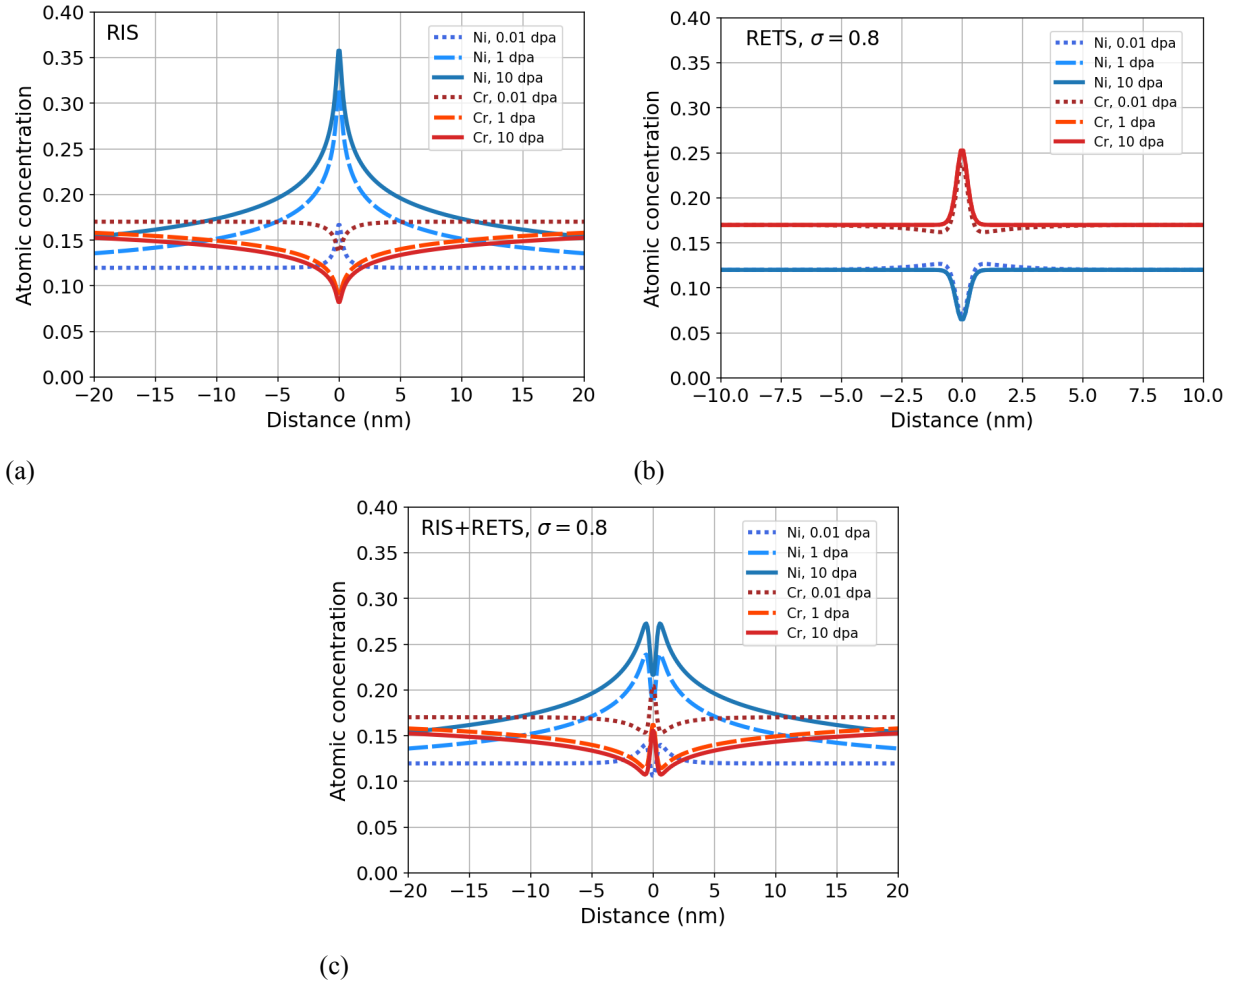 RIS
Ni, 0.01 dpa
Ni, 1 dpa
Ni, 10 dpa
Cr, 0.01 dpa
Cr, 1 dpa
Cr, 10 dpa
0.40
0.35
0.30
0.25
0.20
0.15
0.10
0.05
0.00
Atomic concentration
−20 −15 −10 −5 0 5 10 15 20
Distance (nm)
(a)
RETS, σ = 0.8
Ni, 0.01 dpa
Ni, 1 dpa
Ni, 10 dpa
Cr, 0.01 dpa
Cr, 1 dpa
Cr, 10 dpa
0.40
0.35
0.30
0.25
0.20
0.15
0.10
0.05
0.00
Atomic concentration
−10.0 −7.5 −5.0 −2.5 0.0 2.5 5.0 7.5 10.0
Distance (nm)
(b)
RIS+RETS, σ = 0.8
Ni, 0.01 dpa
Ni, 1 dpa
Ni, 10 dpa
Cr, 0.01 dpa
Cr, 1 dpa
Cr, 10 dpa
0.40
0.35
0.30
0.25
0.20
0.15
0.10
0.05
0.00
Atomic concentration
−20 −15 −10 −5 0 5 10 15 20
Distance (nm)
(c)